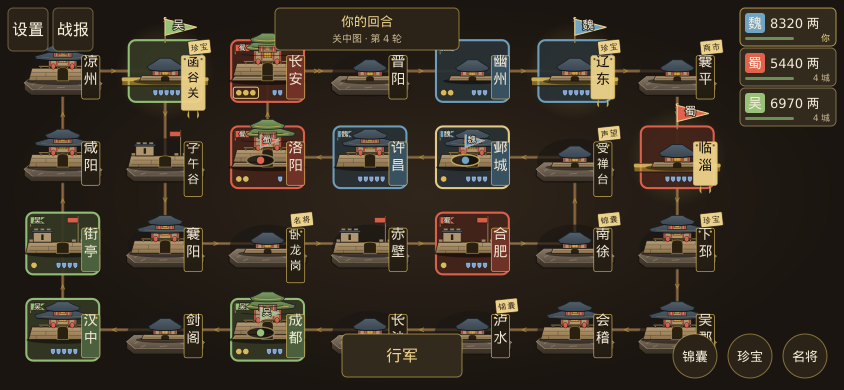 设置
战报
你的回合
关中图 · 第 4 轮
魏 8320 两
你
蜀 5440 两
4 城
吴 6970 两
4 城
凉州
吴
珍宝
函谷关
长安
晋阳
幽州
魏
珍宝
辽东
商市
襄平
咸阳
子午谷
蜀
洛阳
许昌
魏
邺城
声望
受禅台
蜀
临淄
街亭
襄阳
名将
卧龙岗
赤壁
合肥
锦囊
南徐
珍宝
下邳
汉中
剑阁
吴
成都
锦囊
泸水
会稽
行军
锦囊
珍宝
名将